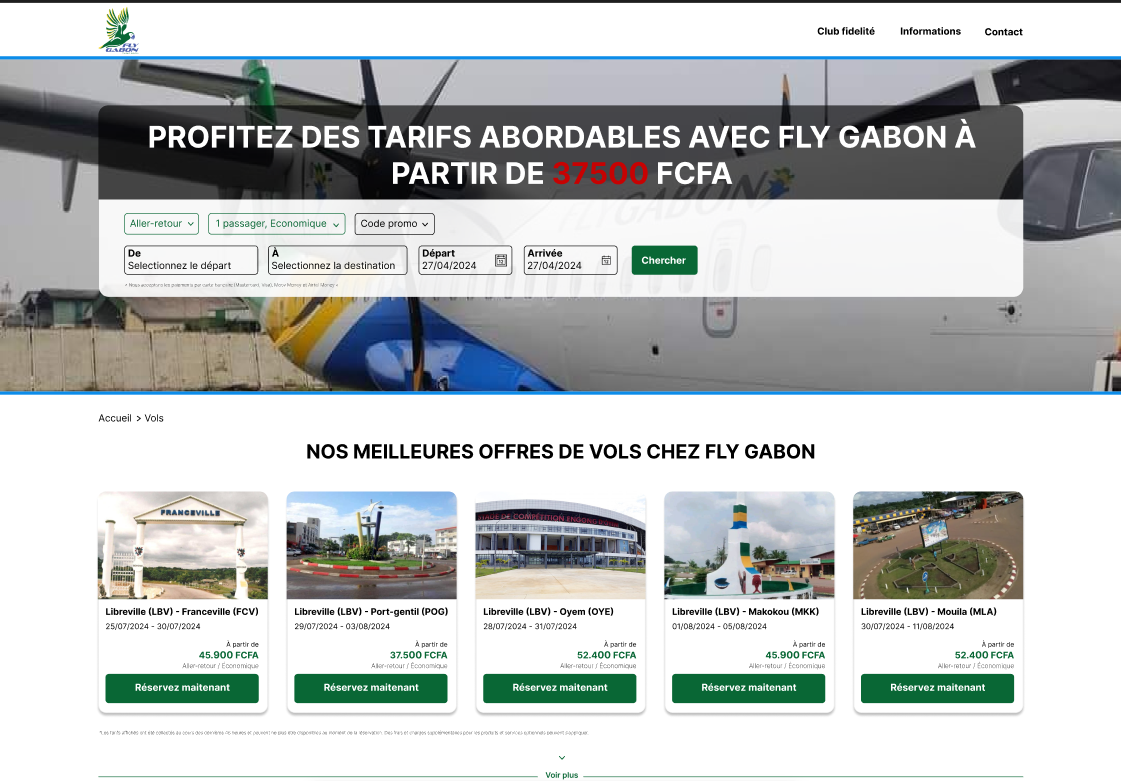 FLY
GABON
Club fidelité Informations Contact
PROFITEZ DES TARIFS ABORDABLES AVEC FLY GABON À
PARTIR DE 37500 FCFA
FLYGABON
Aller-retour 1 passager, Economique Code promo
De À Départ Arrivée
Selectionnez le départ Selectionnez la destination 27/04/2024 27/04/2024 Chercher
Accueil > Vols
NOS MEILLEURES OFFRES DE VOLS CHEZ FLY GABON
FRANCEVILLE
Libreville (LBV) - Franceville (FCV)
25/07/2024 - 30/07/2024
À partir de
45.900 FCFA
Aller-retour / Économique
Réservez maitenant
Libreville (LBV) - Port-gentil (POG)
29/07/2024 - 03/08/2024
À partir de
37.500 FCFA
Aller-retour / Économique
Réservez maitenant
Libreville (LBV) - Oyem (OYE)
28/07/2024 - 31/07/2024
À partir de
52.400 FCFA
Aller-retour / Économique
Réservez maitenant
Libreville (LBV) - Makokou (MKK)
01/08/2024 - 05/08/2024
À partir de
45.900 FCFA
Aller-retour / Économique
Réservez maitenant
Libreville (LBV) - Mouila (MLA)
30/07/2024 - 11/08/2024
À partir de
52.400 FCFA
Aller-retour / Économique
Réservez maitenant
Voir plus